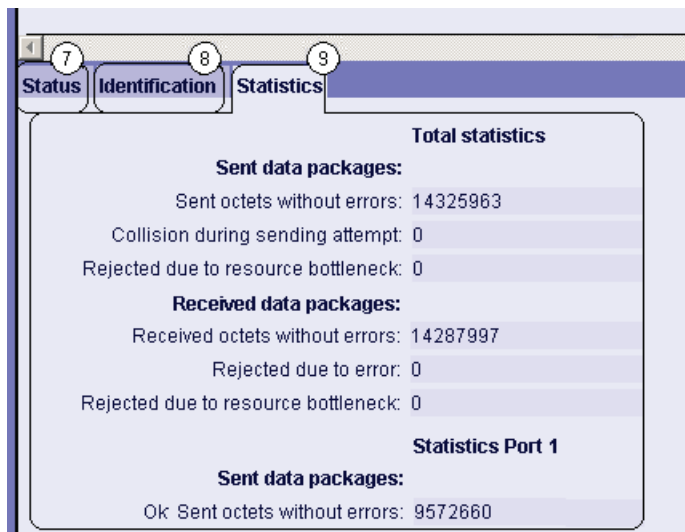 7 8 9
Status Identification Statistics
Total statistics
Sent data packages:
Sent octets without errors: 14325963
Collision during sending attempt: 0
Rejected due to resource bottleneck: 0
Received data packages:
Received octets without errors: 14287997
Rejected due to error: 0
Rejected due to resource bottleneck: 0
Statistics Port 1
Sent data packages:
Ok Sent octets without errors: 9572660